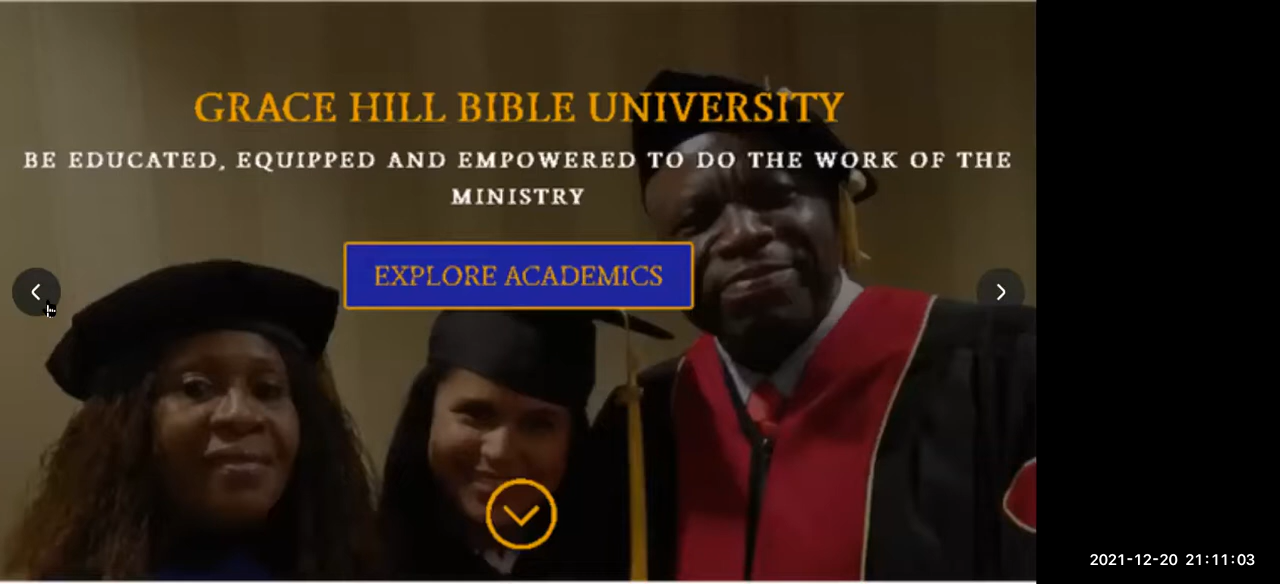 GRACE HILL BIBLE UNIVERSITY
BE EDUCATED, EQUIPPED AND EMPOWERED TO DO THE WORK OF THE
MINISTRY
EXPLORE ACADEMICS
2021-12-20 21:11:03